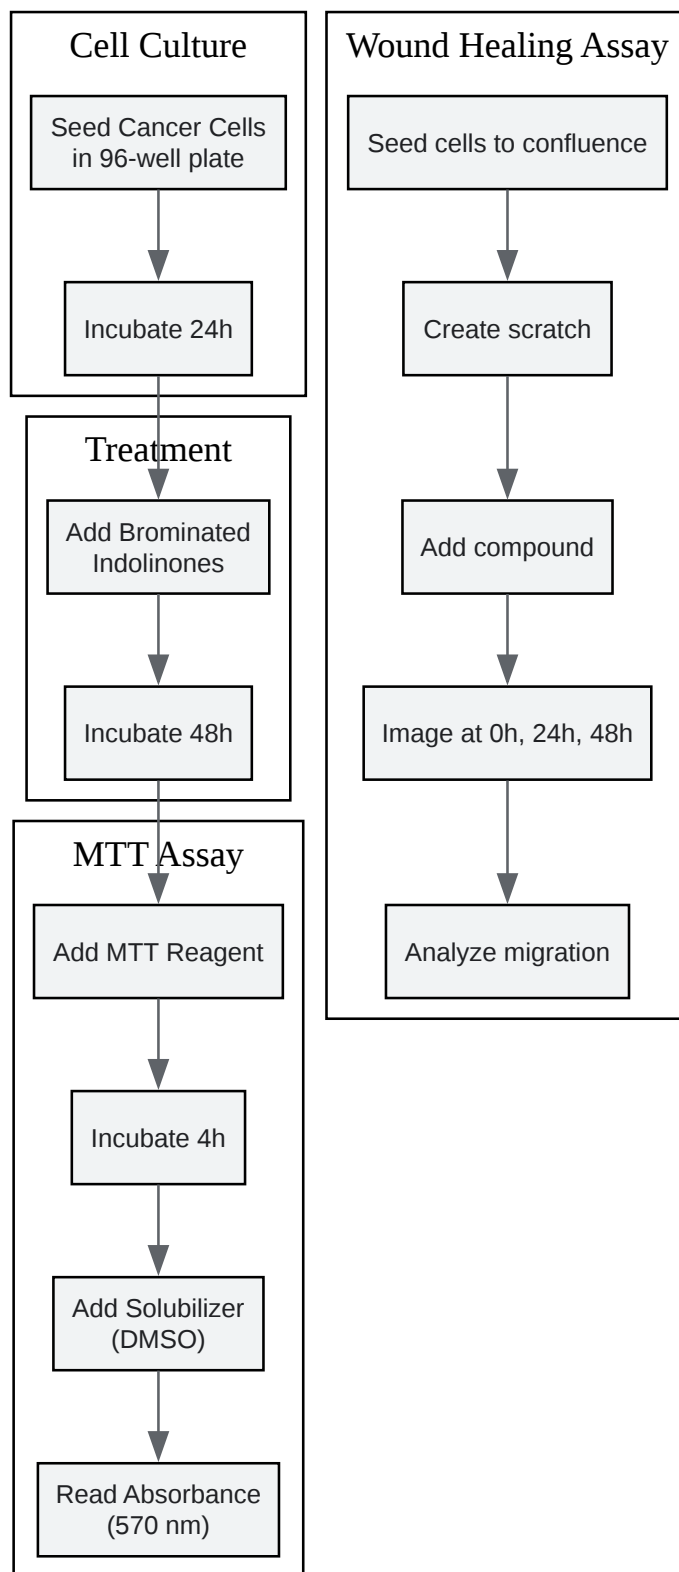 Cell Culture
Seed Cancer Cells
in 96-well plate
Incubate 24h
Treatment
Add Brominated
Indolinones
Incubate 48h
MTT Assay
Add MTT Reagent
Incubate 4h
Add Solubilizer
(DMSO)
Read Absorbance
(570 nm)
Wound Healing Assay
Seed cells to confluence
Create scratch
Add compound
Image at 0h, 24h, 48h
Analyze migration